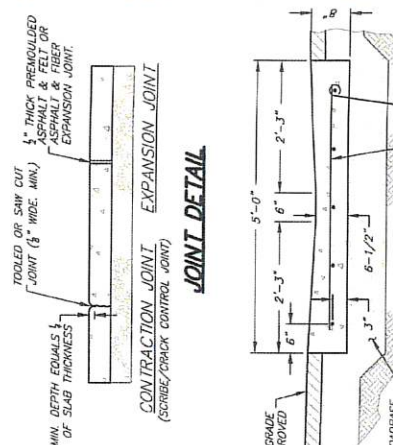 MIN. DEPTH EQUALS ¼
OF SLAB THICKNESS
TOOLED OR SAW CUT
JOINT (⅛" WIDE, MIN.)
½" THICK PREMOULDED
ASPHALT & FELT OR
ASPHALT & FIBER
EXPANSION JOINT.
CONTRACTION JOINT
(SCRIBE/CRACK CONTROL JOINT)
EXPANSION JOINT
JOINT DETAIL
5'-0"
2'-3"
6"
2'-3"
6"
8"
6-1/2"
3"
GRADE